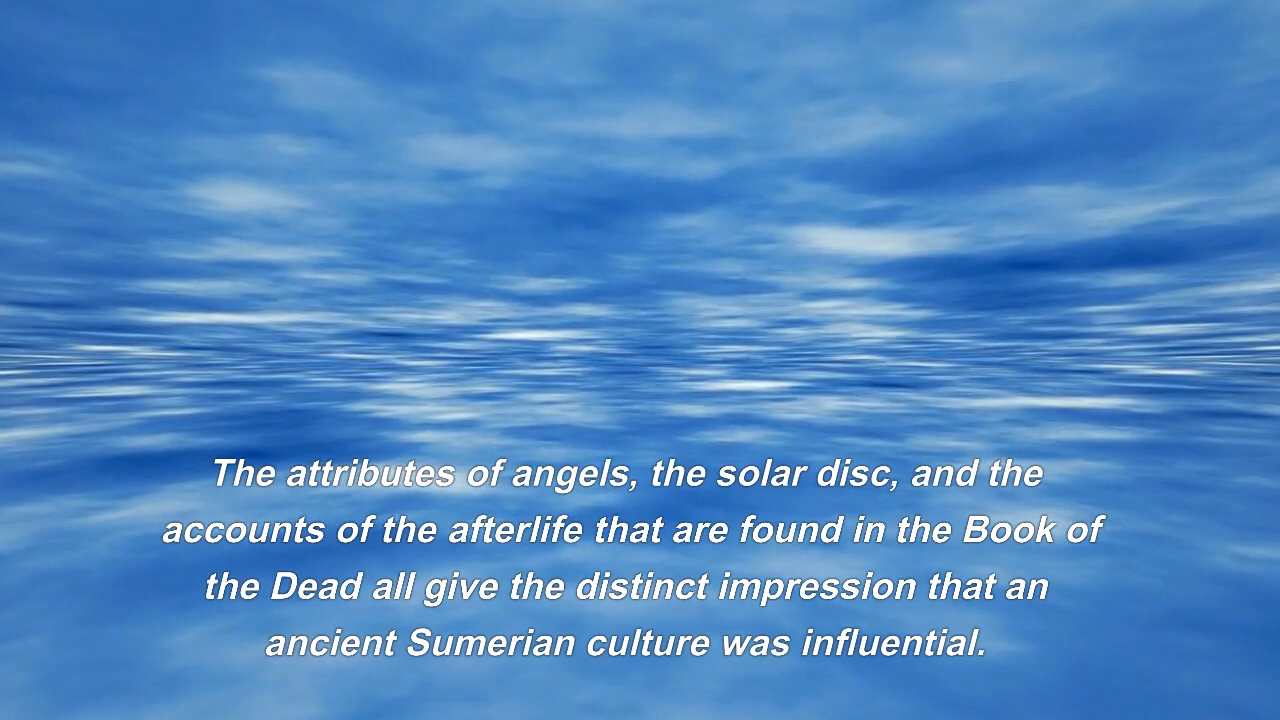 The attributes of angels, the solar disc, and the
accounts of the afterlife that are found in the Book of
the Dead all give the distinct impression that an
ancient Sumerian culture was influential.